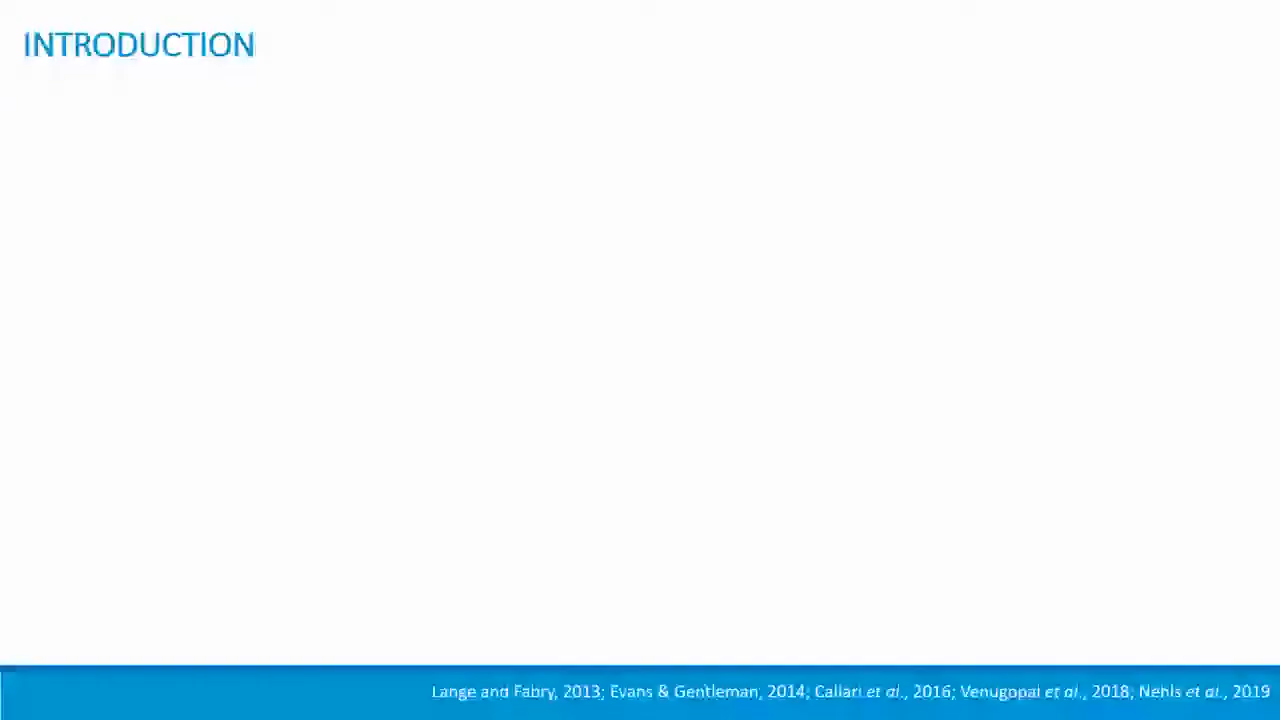 INTRODUCTION
Lange and Fabry, 2013; Evans & Gentleman, 2014; Callari et al., 2016; Venugopal et al., 2018; Nehls et al., 2019